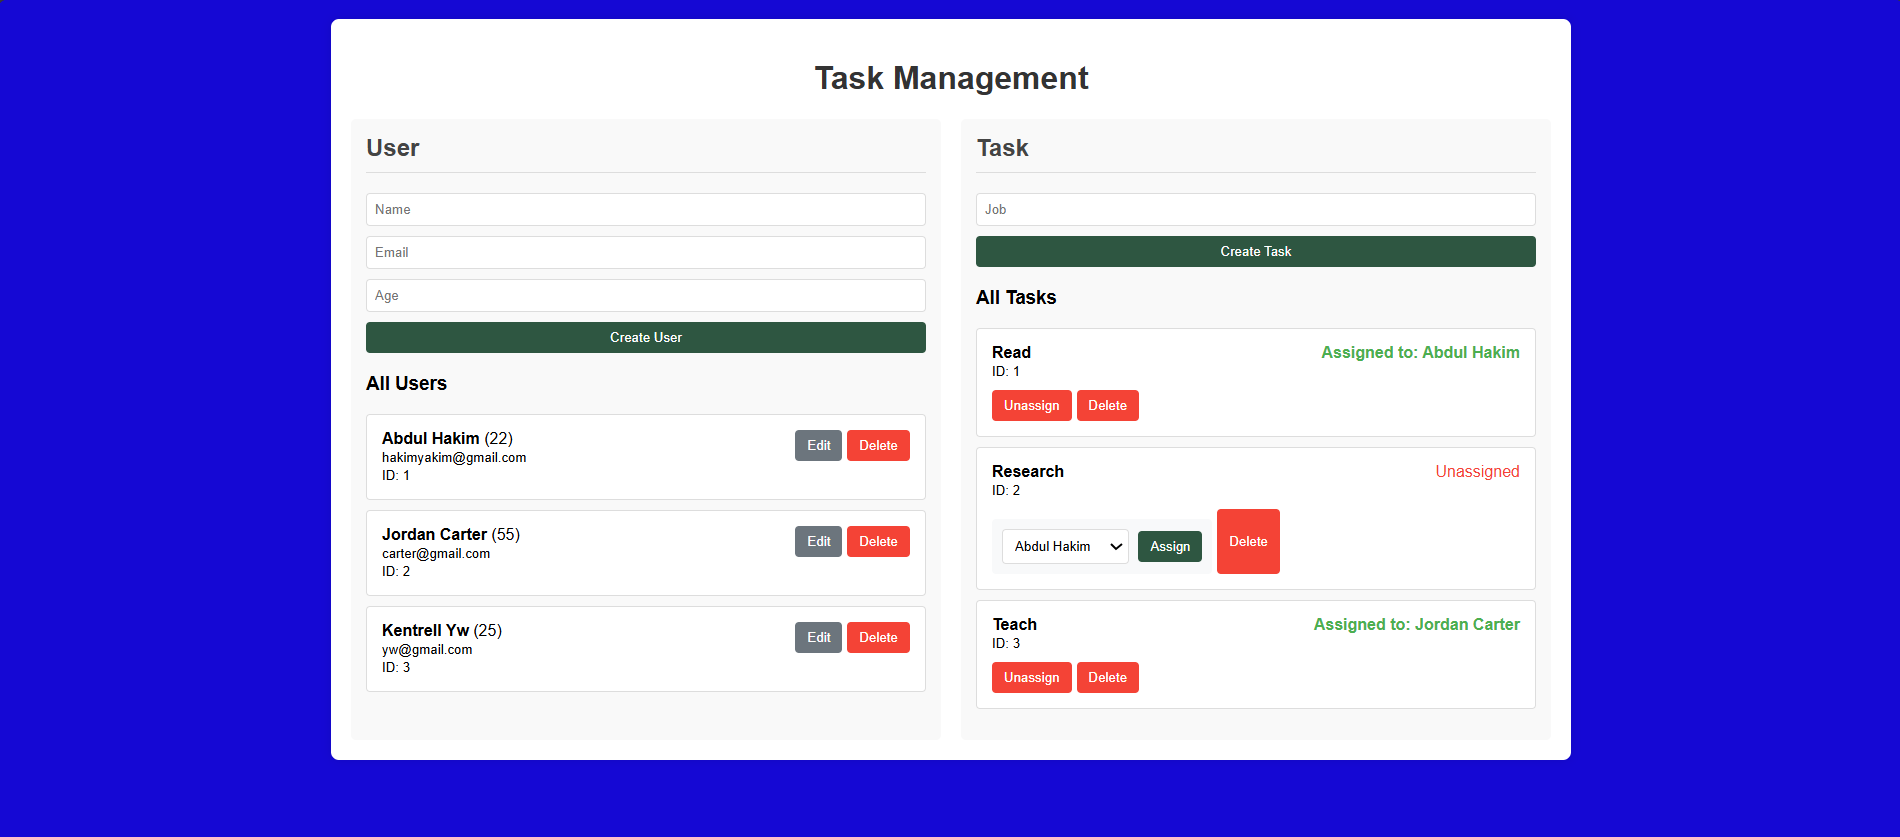 Task Management
User
Name
Email
Age
Create User
All Users
Abdul Hakim (22)
hakimyakim@gmail.com
ID: 1
Edit Delete
Jordan Carter (55)
carter@gmail.com
ID: 2
Edit Delete
Kentrell Yw (25)
yw@gmail.com
ID: 3
Edit Delete
Task
Job
Create Task
All Tasks
Read
Assigned to: Abdul Hakim
ID: 1
Unassign Delete
Research
Unassigned
ID: 2
Abdul Hakim Assign Delete
Teach
Assigned to: Jordan Carter
ID: 3
Unassign Delete